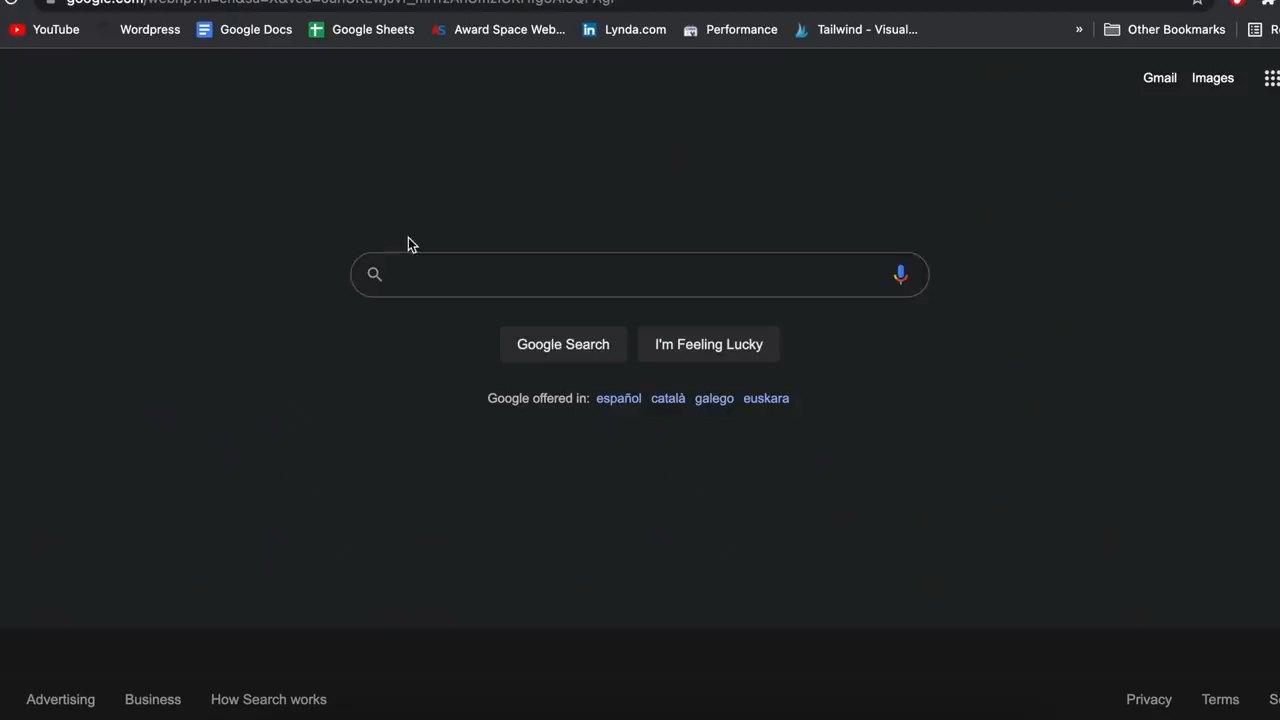 YouTube Wordpress Google Docs Google Sheets Award Space Web... Lynda.com Performance Tailwind - Visual... » Other Bookmarks
Gmail Images
Google Search I'm Feeling Lucky
Google offered in: español català galego euskara
Advertising Business How Search works Privacy Terms